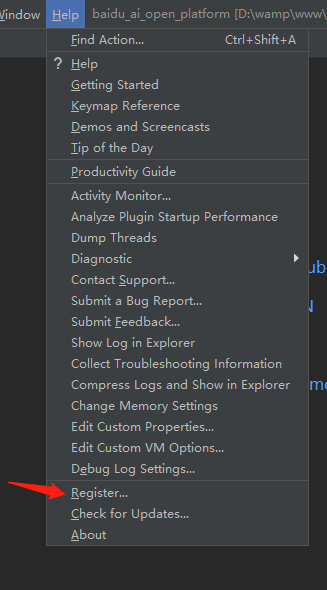 Window Help baidu_ai_open_platform [D:\wamp\www\
Find Action... Ctrl+Shift+A
? Help
Getting Started
Keymap Reference
Demos and Screencasts
Tip of the Day
Productivity Guide
Activity Monitor...
Analyze Plugin Startup Performance
Dump Threads
Diagnostic
Contact Support...
Submit a Bug Report...
Submit Feedback...
Show Log in Explorer
Collect Troubleshooting Information
Compress Logs and Show in Explorer
Change Memory Settings
Edit Custom Properties...
Edit Custom VM Options...
Debug Log Settings...
Register...
Check for Updates...
About